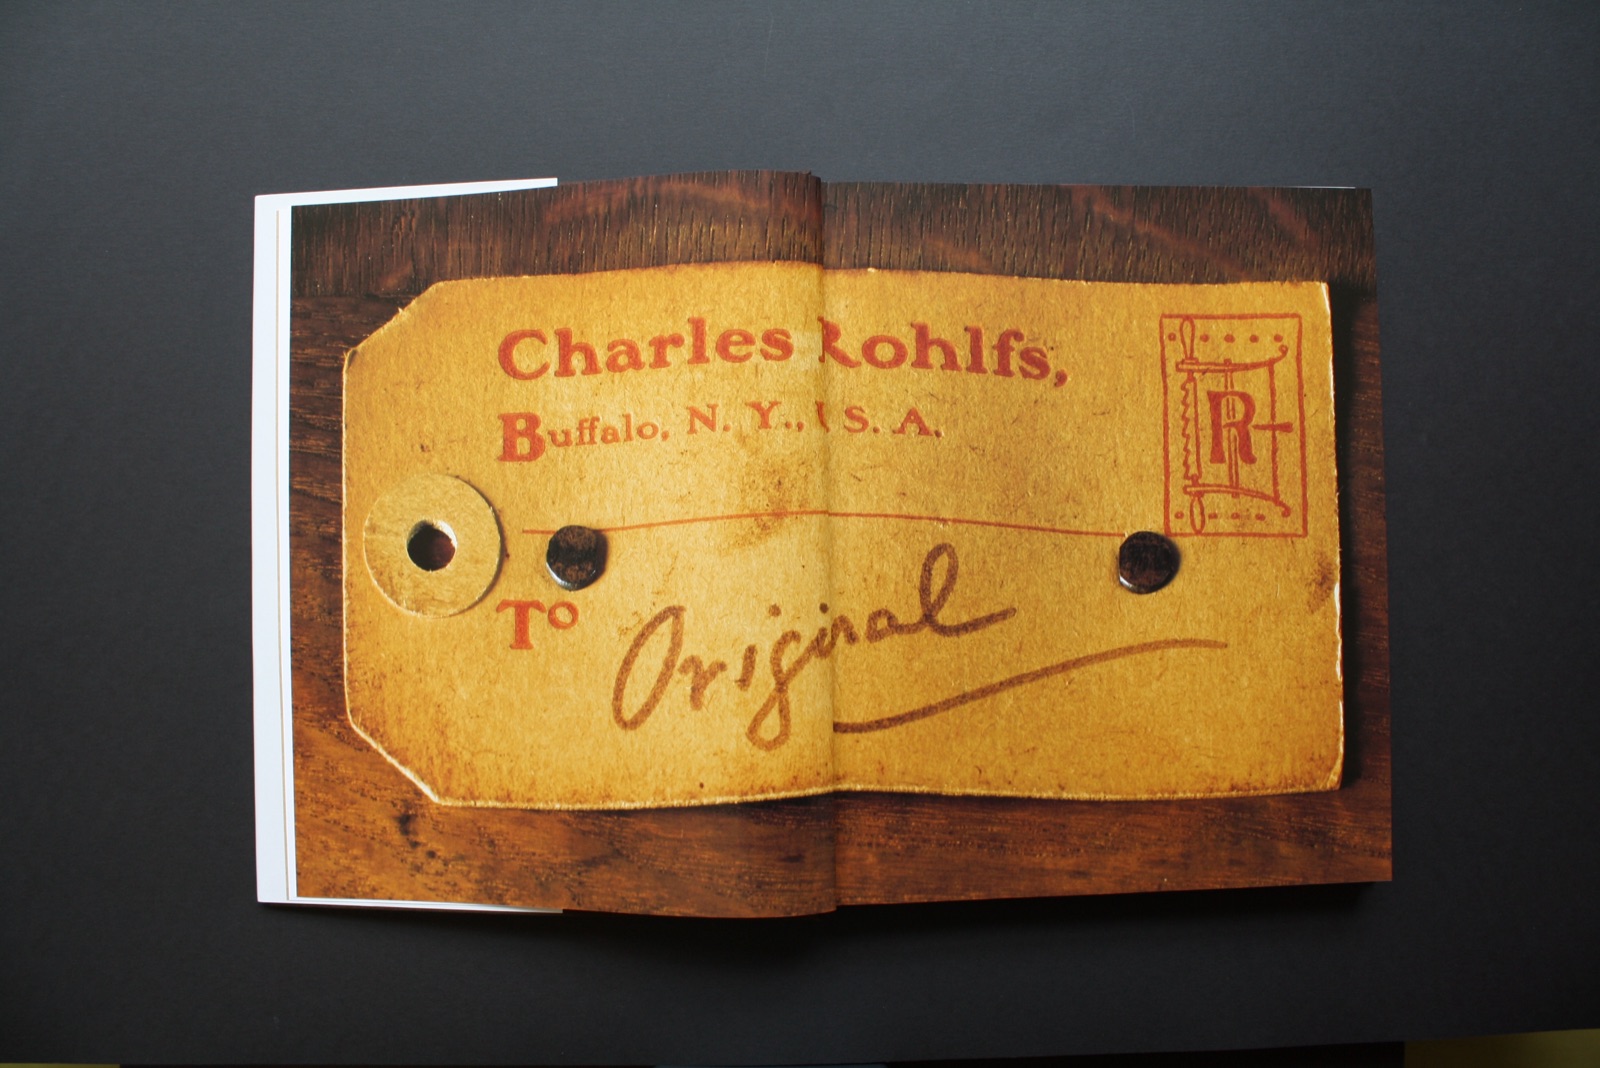 Charles Rohlfs,
Buffalo, N. Y., U. S. A.
R
To Original